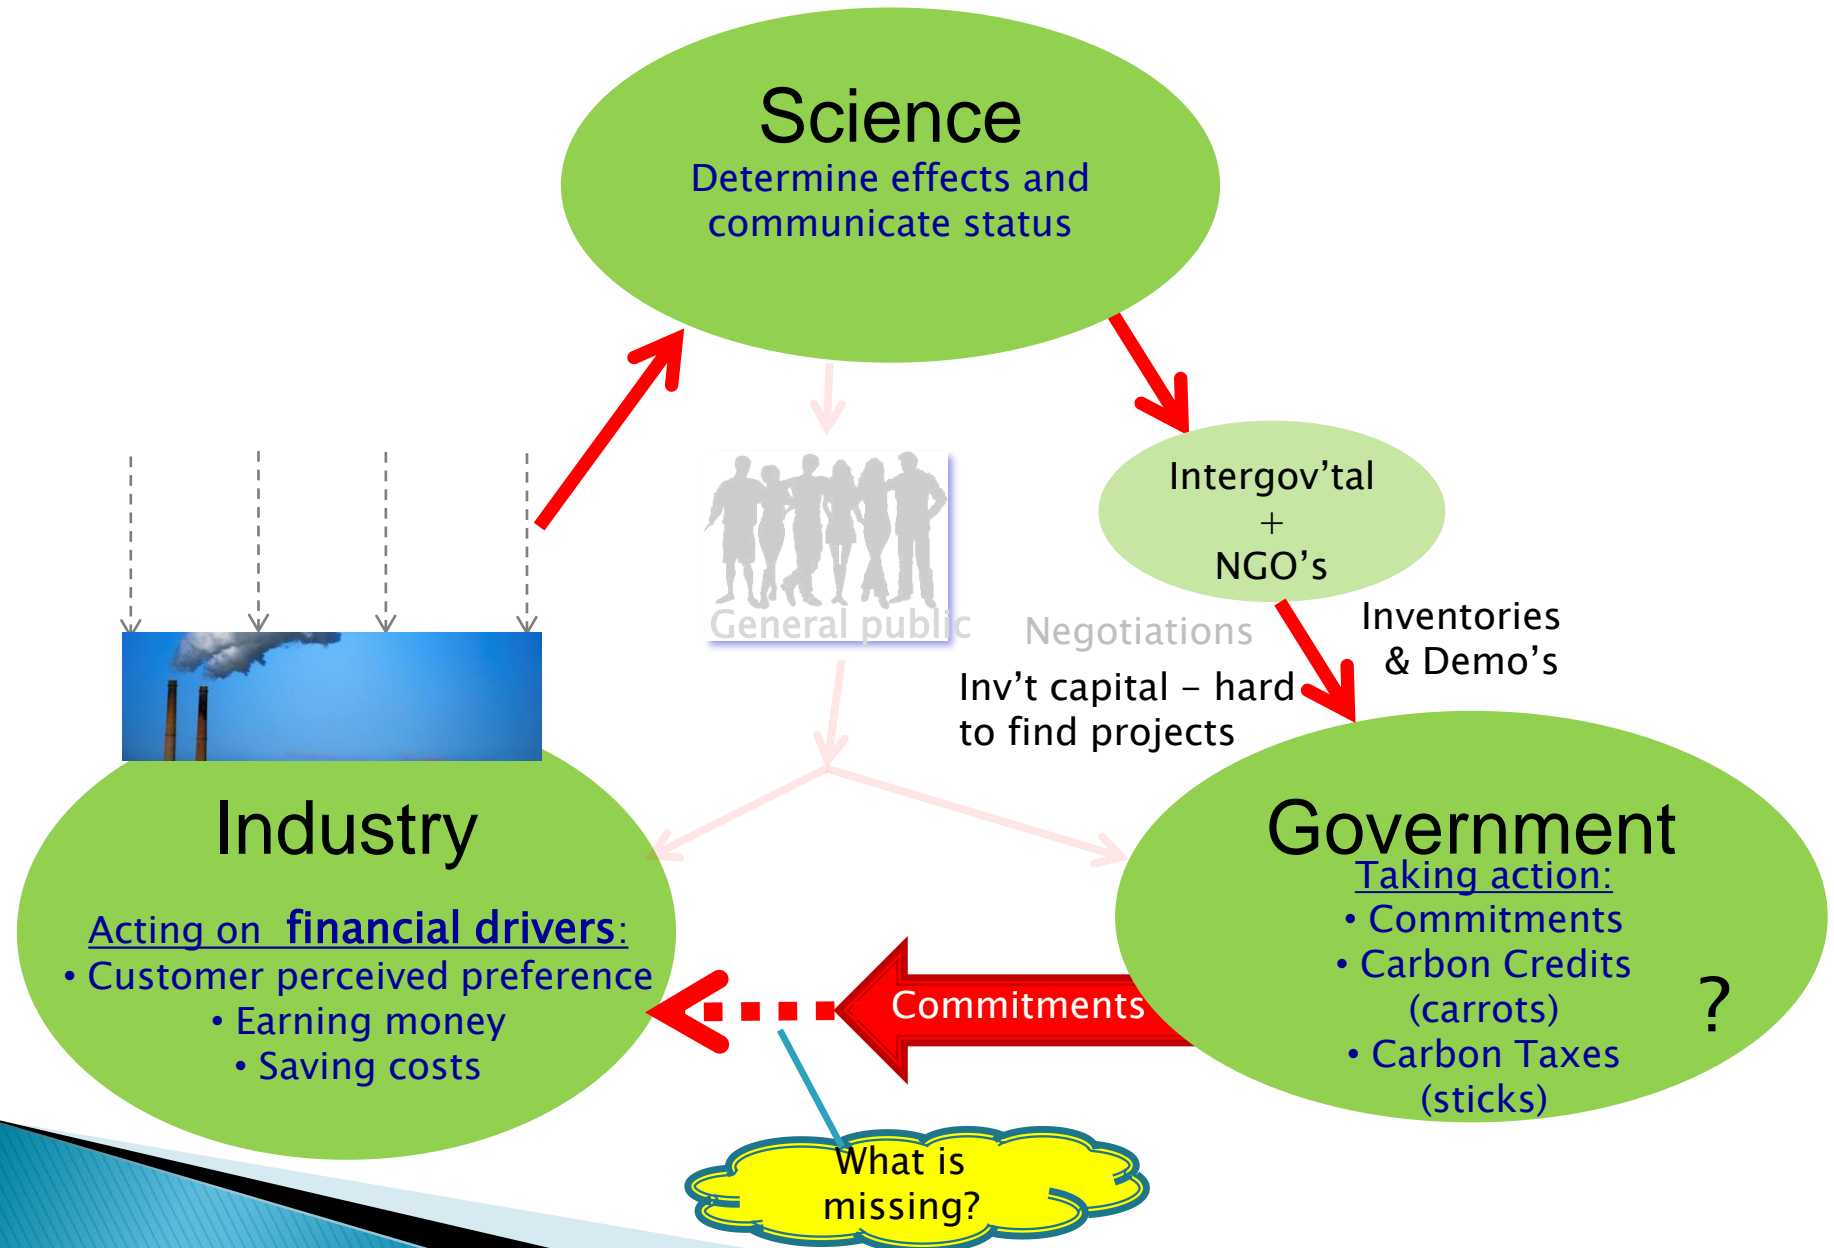 Science
Determine effects and
communicate status
Intergov’tal
+
NGO’s
General public
Negotiations
Inventories
& Demo’s
Inv’t capital – hard
to find projects
Industry
Acting on financial drivers:
• Customer perceived preference
• Earning money
• Saving costs
Government
Taking action:
• Commitments
• Carbon Credits
(carrots)
• Carbon Taxes
(sticks)
?
Commitments
What is
missing?